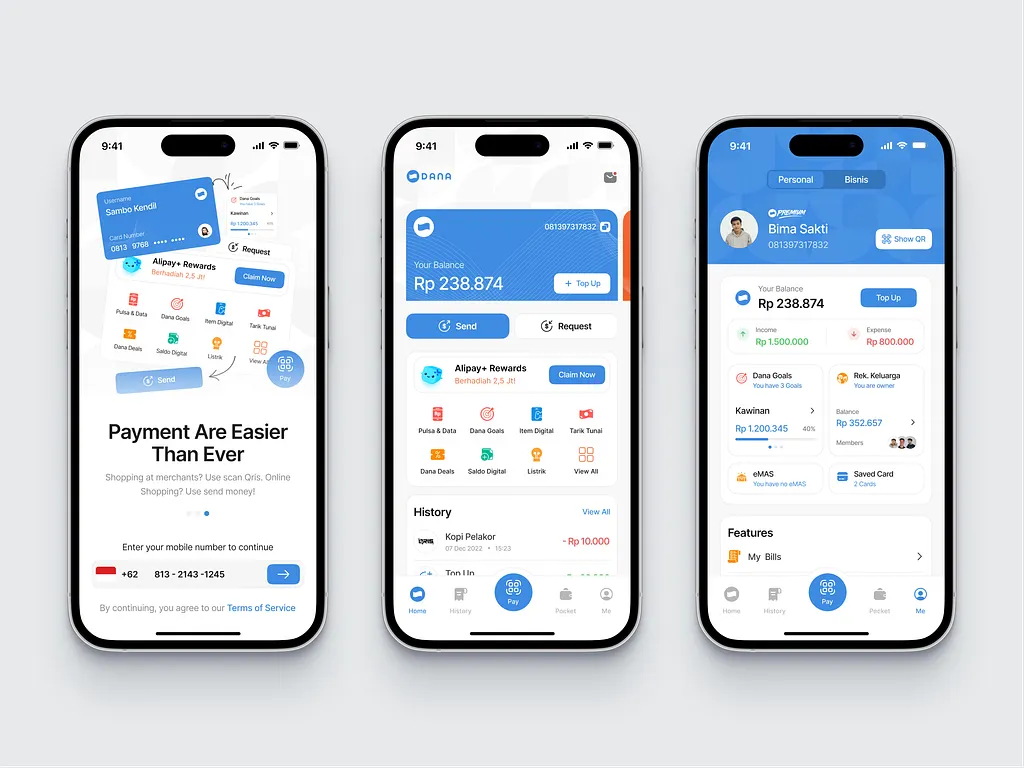 9:41
Username
Sambo Kendil
Card Number
0813 9768 •••• ••••
Dana Goals
You have 3 Goals
Kawinan
Rp 1.200.345 40%
Request
Alipay+ Rewards
Berhadiah 2,5 Jt!
Claim Now
Pulsa & Data
Dana Goals
Item Digital
Tarik Tunai
Dana Deals
Saldo Digital
Listrik
View All
Send
Pay
Payment Are Easier
Than Ever
Shopping at merchants? Use scan Qris. Online
Shopping? Use send money!
Enter your mobile number to continue
+62 813 - 2143 -1245
By continuing, you agree to our Terms of Service
9:41
DANA
081397317832
Your Balance
Rp 238.874
+ Top Up
Send
Request
Alipay+ Rewards
Berhadiah 2,5 Jt!
Claim Now
Pulsa & Data
Dana Goals
Item Digital
Tarik Tunai
Dana Deals
Saldo Digital
Listrik
View All
History
View All
Kopi Pelakor
07 Dec 2022 • 15:23
- Rp 10.000
Top Up
Home
History
Pay
Pocket
Me
9:41
Personal
Bisnis
PREMIUM
Bima Sakti
081397317832
Show QR
Your Balance
Rp 238.874
Top Up
Income
Rp 1.500.000
Expense
Rp 800.000
Dana Goals
You have 3 Goals
Kawinan
Rp 1.200.345 40%
Rek. Keluarga
You are owner
Balance
Rp 352.657
Members
eMAS
You have no eMAS
Saved Card
2 Cards
Features
My Bills
Home
History
Pay
Pocket
Me